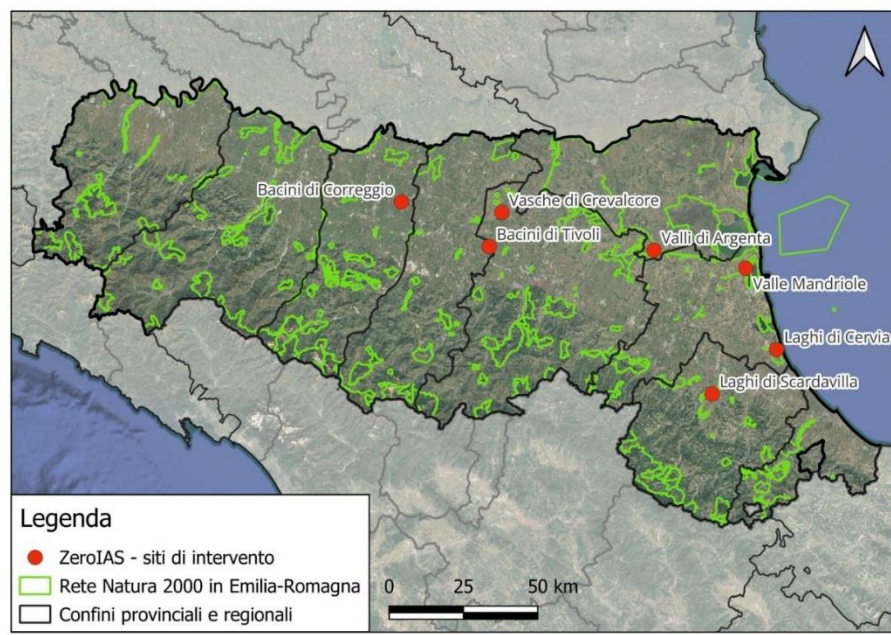 Bacini di Correggio
Vasche di Crevalcore
Bacini di Tivoli
Valli di Argenta
Valle Mandriole
Laghi di Cervia
Laghi di Scardavilla
Legenda
ZeroIAS - siti di intervento
Rete Natura 2000 in Emilia-Romagna
Confini provinciali e regionali
0 25 50 km